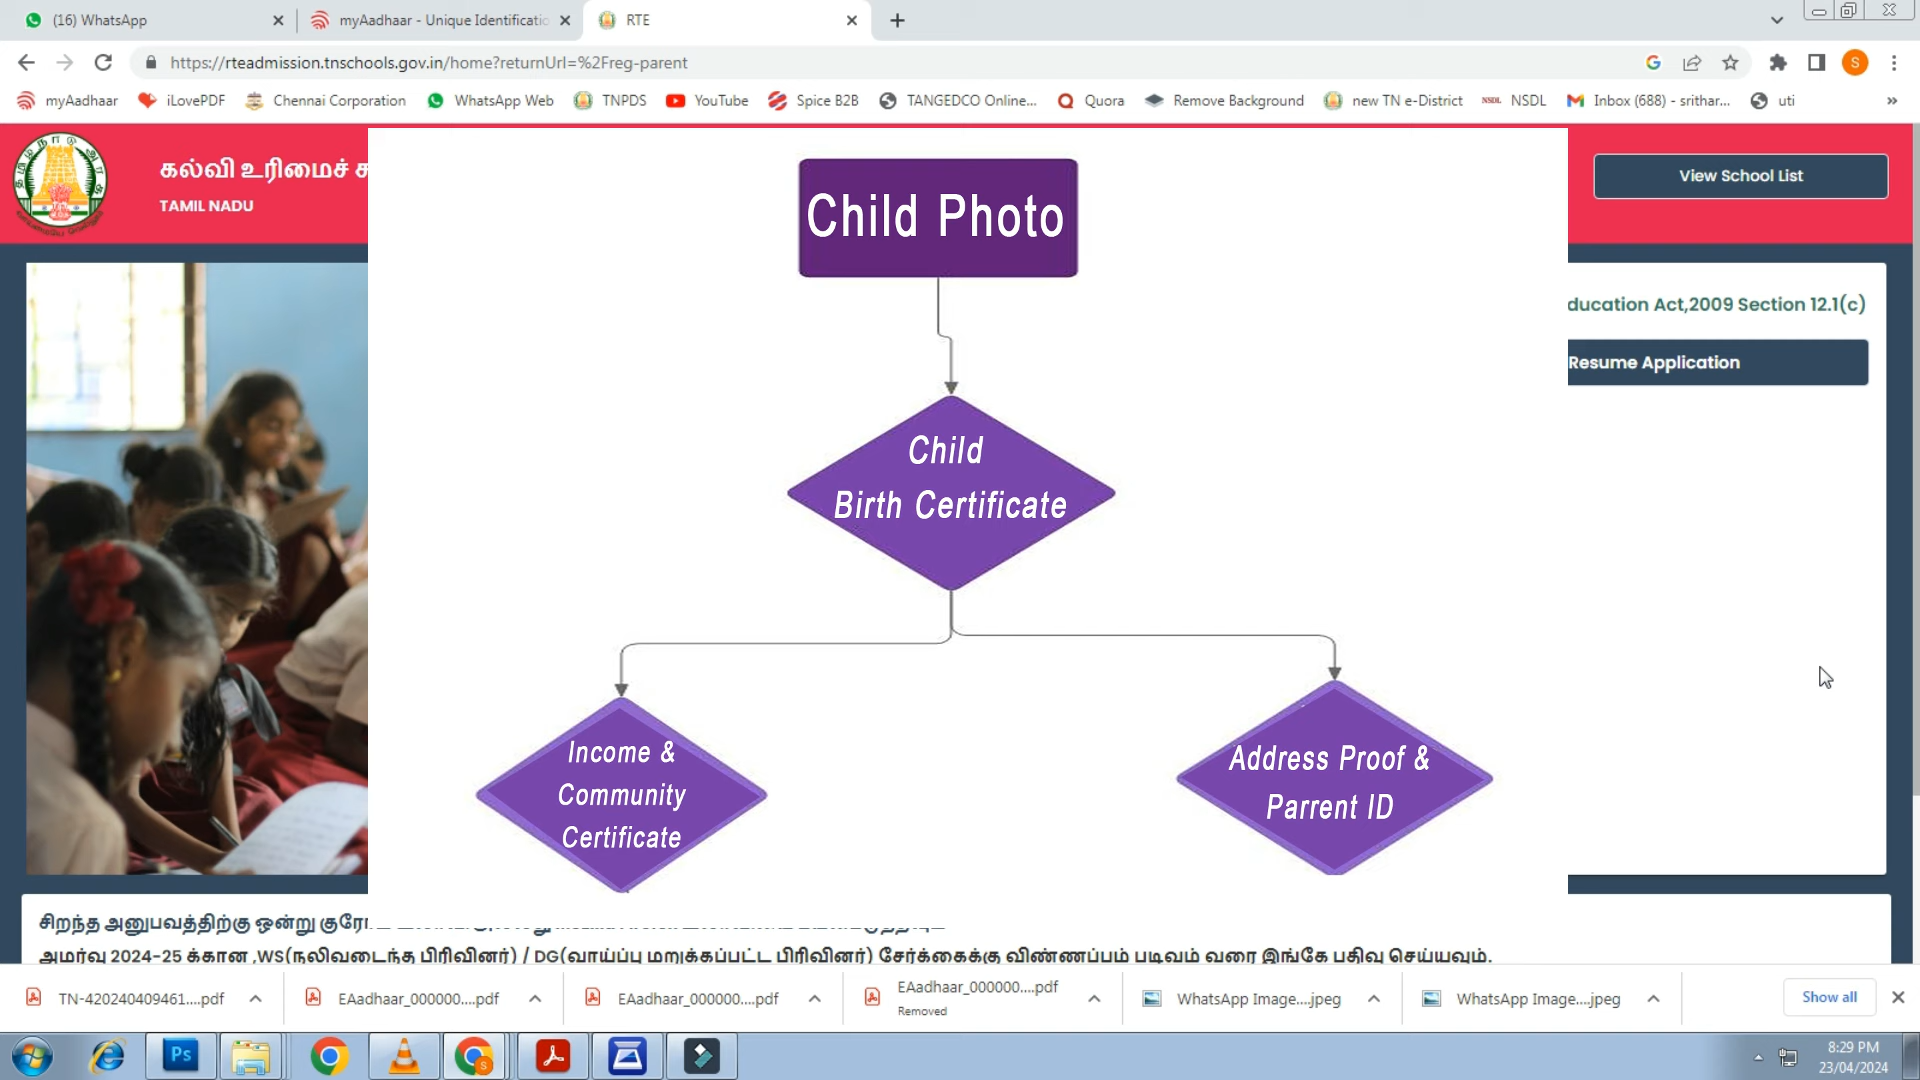 (16) WhatsApp
myAadhaar - Unique Identificatio
RTE
https://rteadmission.tnschools.gov.in/home?returnUrl=%2Freg-parent
S
myAadhaar
iLovePDF
Chennai Corporation
WhatsApp Web
TNPDS
YouTube
Spice B2B
TANGEDCO Online...
Quora
Remove Background
new TN e-District
NSDL NSDL
Inbox (688) - srithar...
uti
»
கல்வி உரிமைச் ச
TAMIL NADU
View School List
Child Photo
ducation Act,2009 Section 12.1(c)
Resume Application
Child
Birth Certificate
Income &
Community
Certificate
Address Proof &
Parrent ID
சிறந்த அனுபவத்திற்கு ஒன்று
அமர்வு 2024-25 க்கான ,WS(நலிவடைந்த பிரிவினர்) / DG(வாய்ப்பு மறுக்கப்பட்ட பிரிவினர்) சேர்க்கைக்கு விண்ணப்பம் படிவம் வரை இங்கே பதிவு செய்யவும்.
TN-420240409461....pdf
EAadhaar_000000....pdf
EAadhaar_000000....pdf
EAadhaar_000000....pdf
Removed
WhatsApp Image....jpeg
WhatsApp Image....jpeg
Show all
Ps
S
8:29 PM
23/04/2024